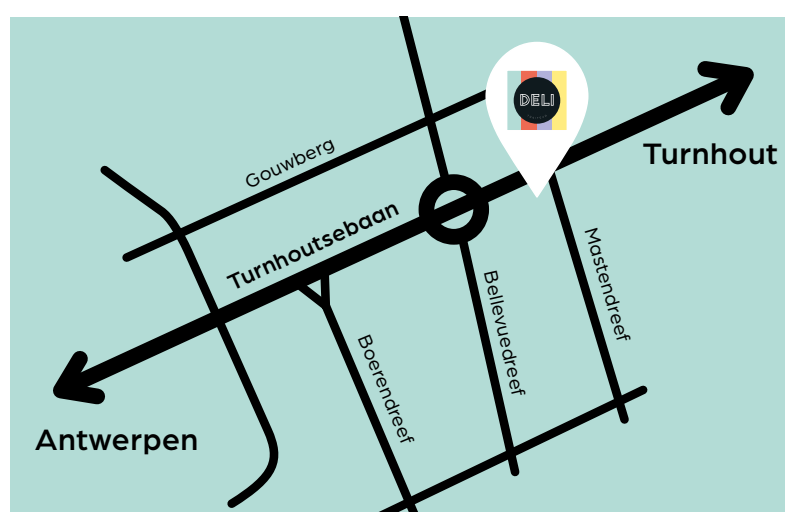 DELI
Turnhout
Gouwberg
Turnhoutsebaan
Mastendreef
Bellevuedreef
Boerendreef
Antwerpen